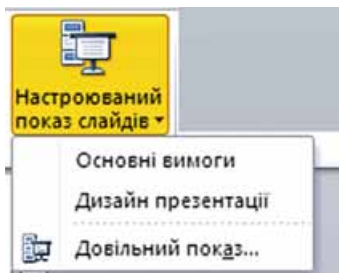 Настроюваний
показ слайдів
Основні вимоги
Дизайн презентації
Довільний показ...